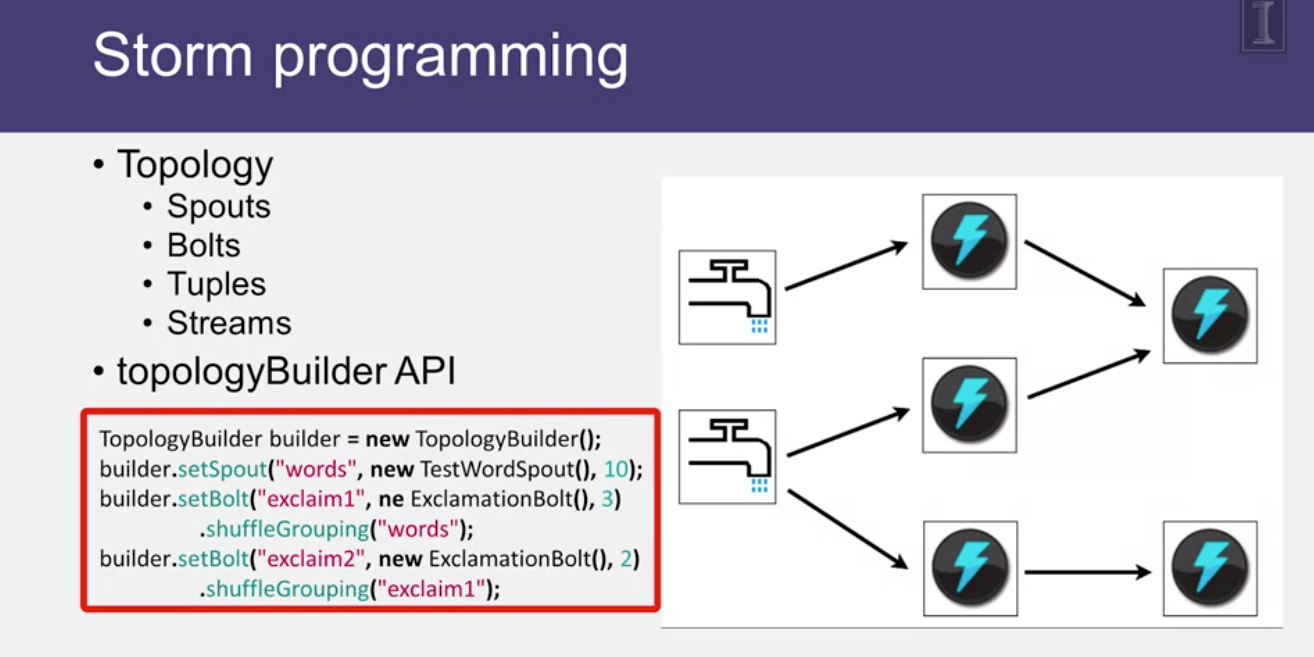 Storm programming
I
• Topology
• Spouts
• Bolts
• Tuples
• Streams
• topologyBuilder API
TopologyBuilder builder = new TopologyBuilder();
builder.setSpout("words", new TestWordSpout(), 10);
builder.setBolt("exclaim1", ne ExclamationBolt(), 3)
.shuffleGrouping("words");
builder.setBolt("exclaim2", new ExclamationBolt(), 2)
.shuffleGrouping("exclaim1");